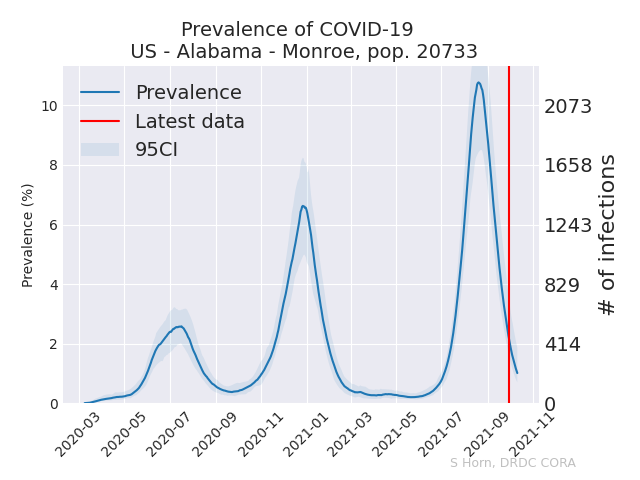 Prevalence of COVID-19
US - Alabama - Monroe, pop. 20733
Prevalence
Latest data
95CI
Prevalence (%)
10
8
6
4
2
0
2073
1658
1243
829
414
0
# of infections
2020-03
2020-05
2020-07
2020-09
2020-11
2021-01
2021-03
2021-05
2021-07
2021-09
2021-11
S Horn, DRDC CORA